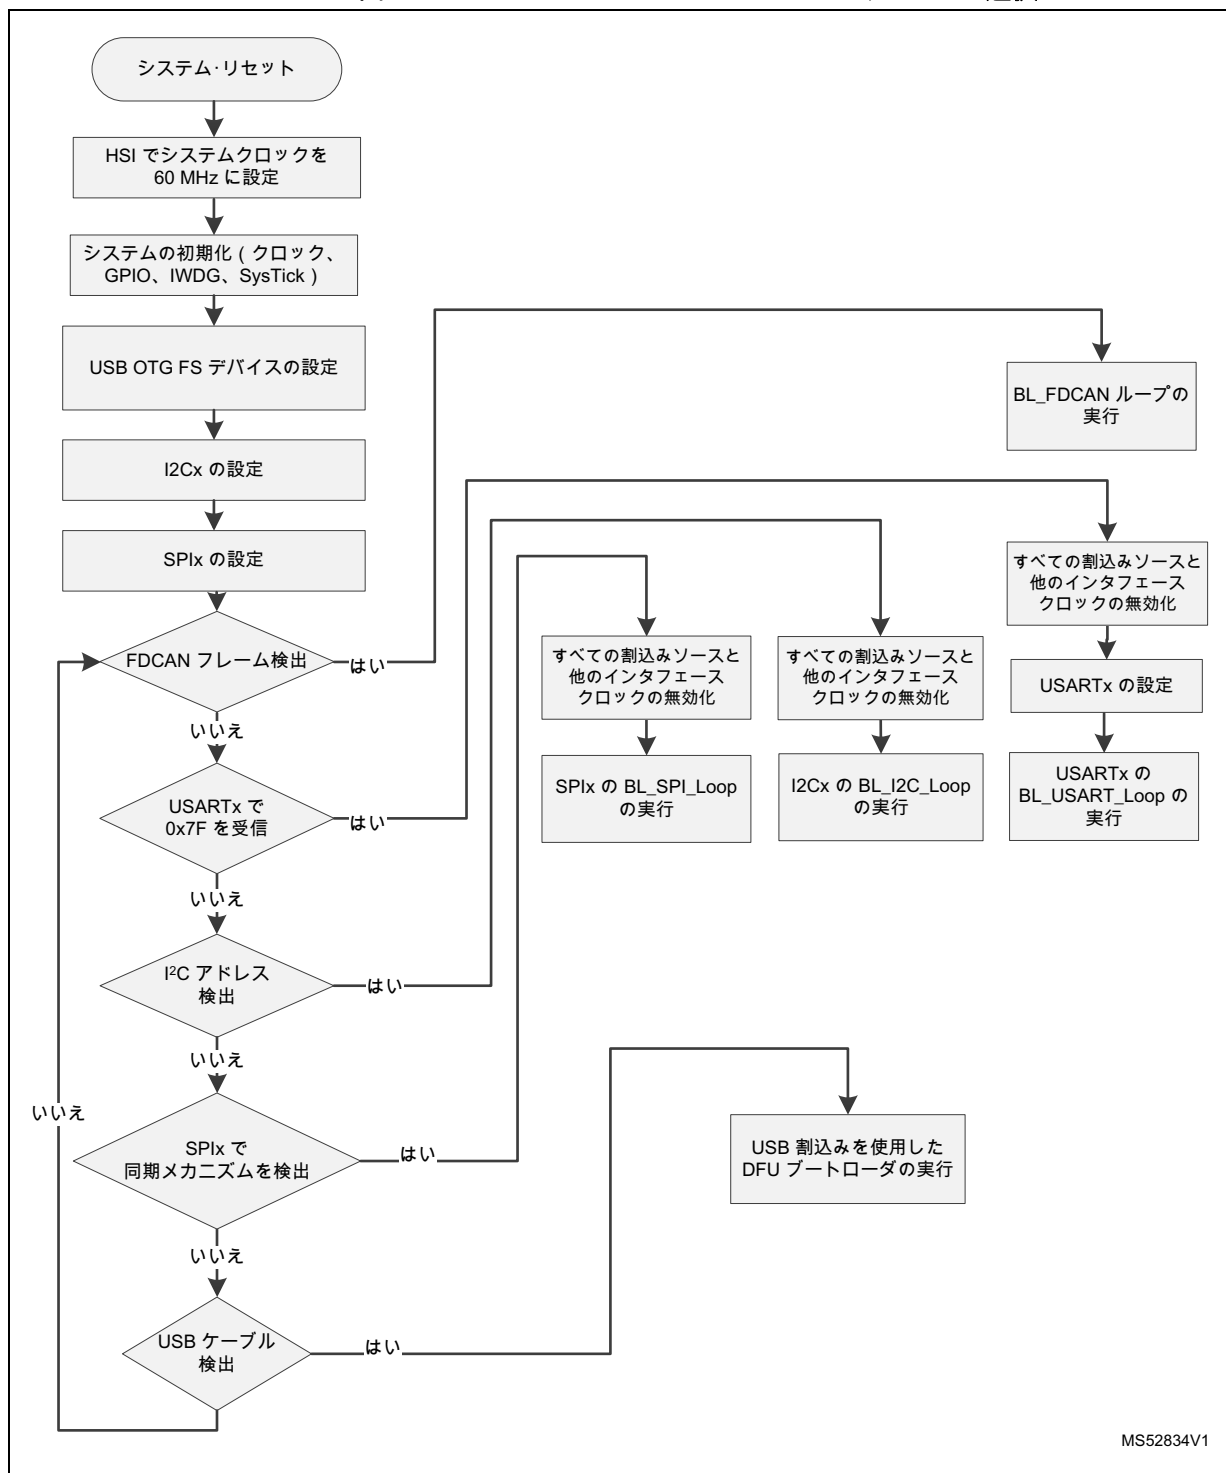 システム・リセット
HSI でシステムクロックを
60 MHz に設定
システムの初期化 ( クロック、
GPIO、IWDG、SysTick )
USB OTG FS デバイスの設定
I2Cx の設定
SPIx の設定
FDCAN フレーム検出
はい
いいえ
BL_FDCAN ループの
実行
USARTx で
0x7F を受信
はい
いいえ
すべての割込みソースと
他のインタフェース
クロックの無効化
USARTx の設定
USARTx の
BL_USART_Loop の
実行
I²C アドレス
検出
はい
いいえ
すべての割込みソースと
他のインタフェース
クロックの無効化
I2Cx の BL_I2C_Loop
の実行
SPIx で
同期メカニズムを検出
はい
いいえ
すべての割込みソースと
他のインタフェース
クロックの無効化
SPIx の BL_SPI_Loop
の実行
USB ケーブル
検出
はい
いいえ
USB 割込みを使用した
DFU ブートローダの実行
MS52834V1